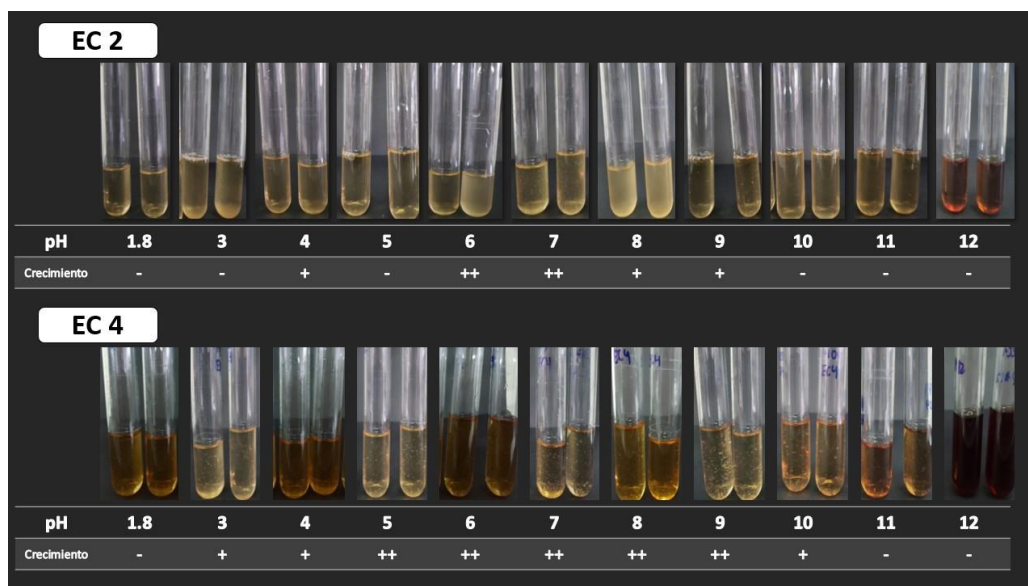 EC 2
pH 1.8 3 4 5 6 7 8 9 10 11 12
Crecimiento - - + - ++ ++ + + - - -
EC 4
pH 1.8 3 4 5 6 7 8 9 10 11 12
Crecimiento - + + ++ ++ ++ ++ ++ + - -